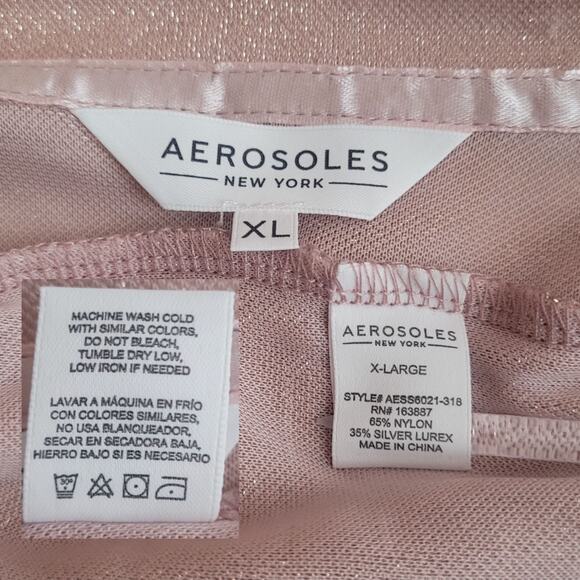 AEROSOLES
NEW YORK
XL
MACHINE WASH COLD
WITH SIMILAR COLORS,
DO NOT BLEACH,
TUMBLE DRY LOW,
LOW IRON IF NEEDED
LAVAR A MÁQUINA EN FRÍO
CON COLORES SIMILARES,
NO USA BLANQUEADOR,
SECAR EN SECADORA BAJA,
HIERRO BAJO SI ES NECESARIO
30°
AEROSOLES
NEW YORK
X-LARGE
STYLE# AESS6021-318
RN# 163887
65% NYLON
35% SILVER LUREX
MADE IN CHINA